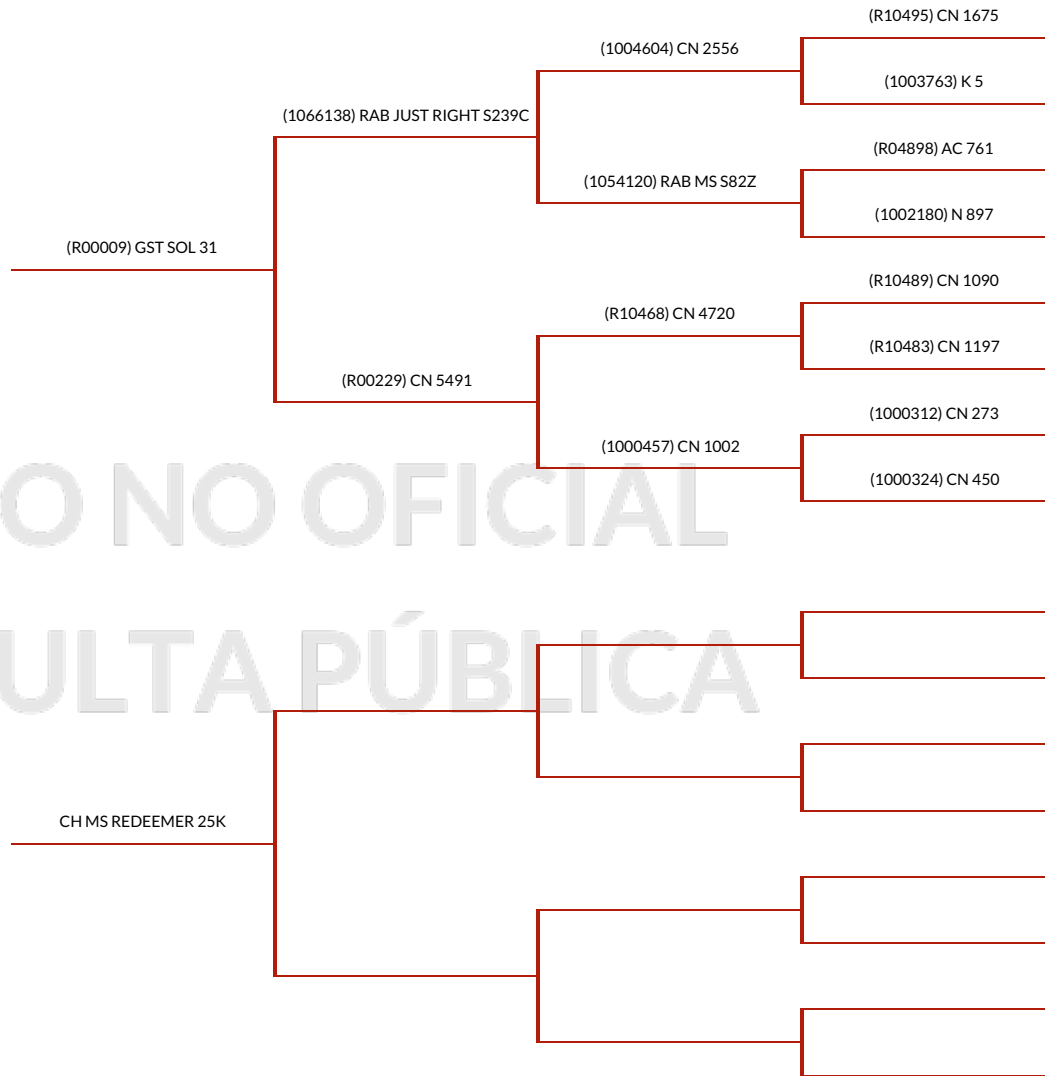 (R10495) CN 1675
(1004604) CN 2556
(1003763) K 5
(1066138) RAB JUST RIGHT S239C
(R04898) AC 761
(1054120) RAB MS S82Z
(1002180) N 897
(R00009) GST SOL 31
(R10489) CN 1090
(R10468) CN 4720
(R10483) CN 1197
(R00229) CN 5491
(1000312) CN 273
(1000457) CN 1002
(1000324) CN 450
O NO OFICIAL
ULTA PÚBLICA
CH MS REDEEMER 25K